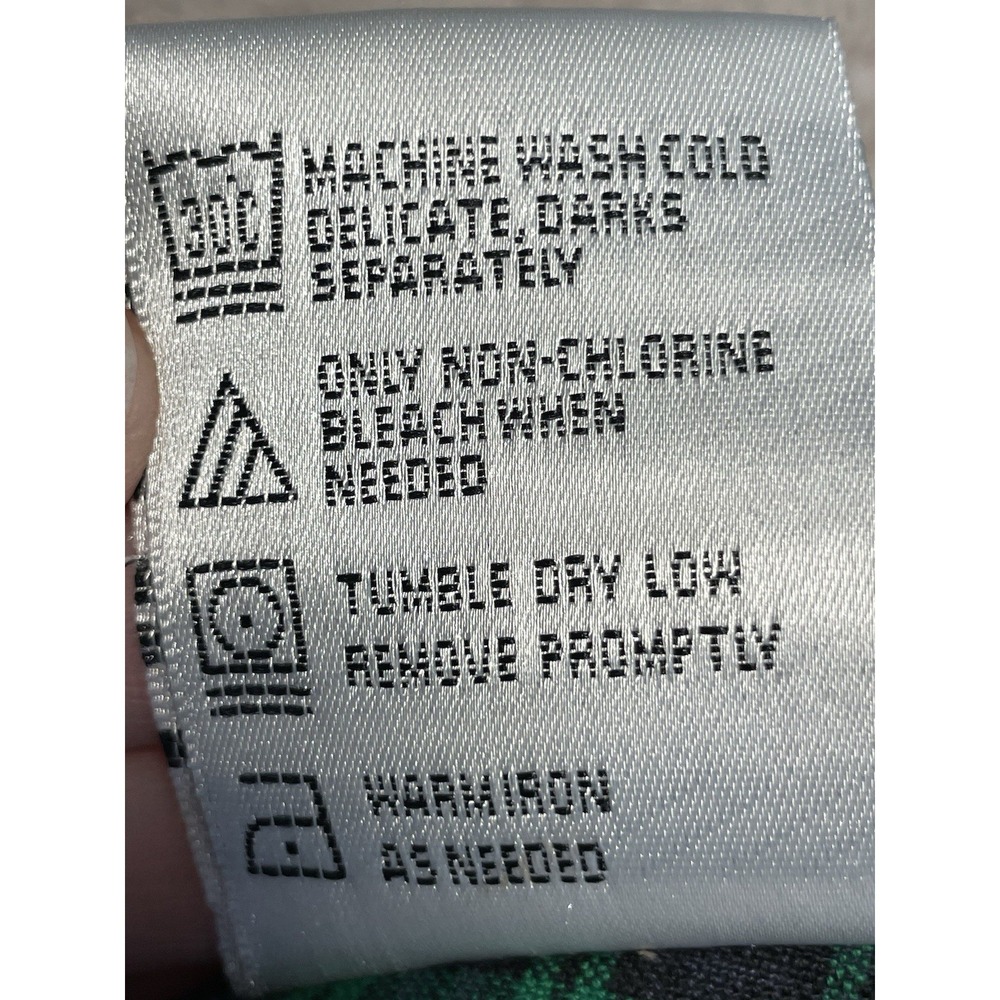 30C
MACHINE WASH COLD
DELICATE, DARKS
SEPARATELY
ONLY NON-CHLORINE
BLEACH WHEN
NEEDED
TUMBLE DRY LOW
REMOVE PROMPTLY
WARM IRON
AS NEEDED